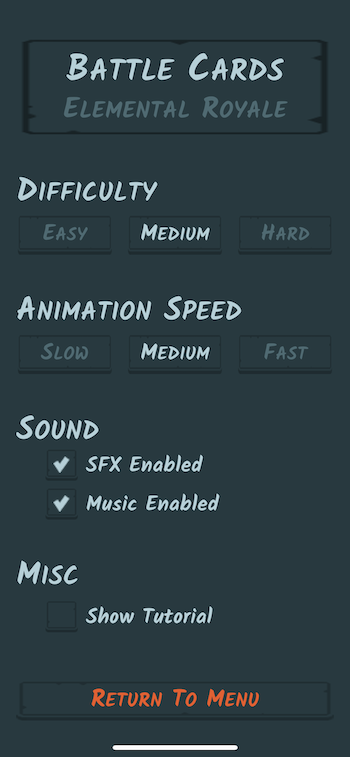 Battle Cards
Elemental Royale
Difficulty
Easy Medium Hard
Animation Speed
Slow Medium Fast
Sound
SFX Enabled
Music Enabled
Misc
Show Tutorial
Return To Menu